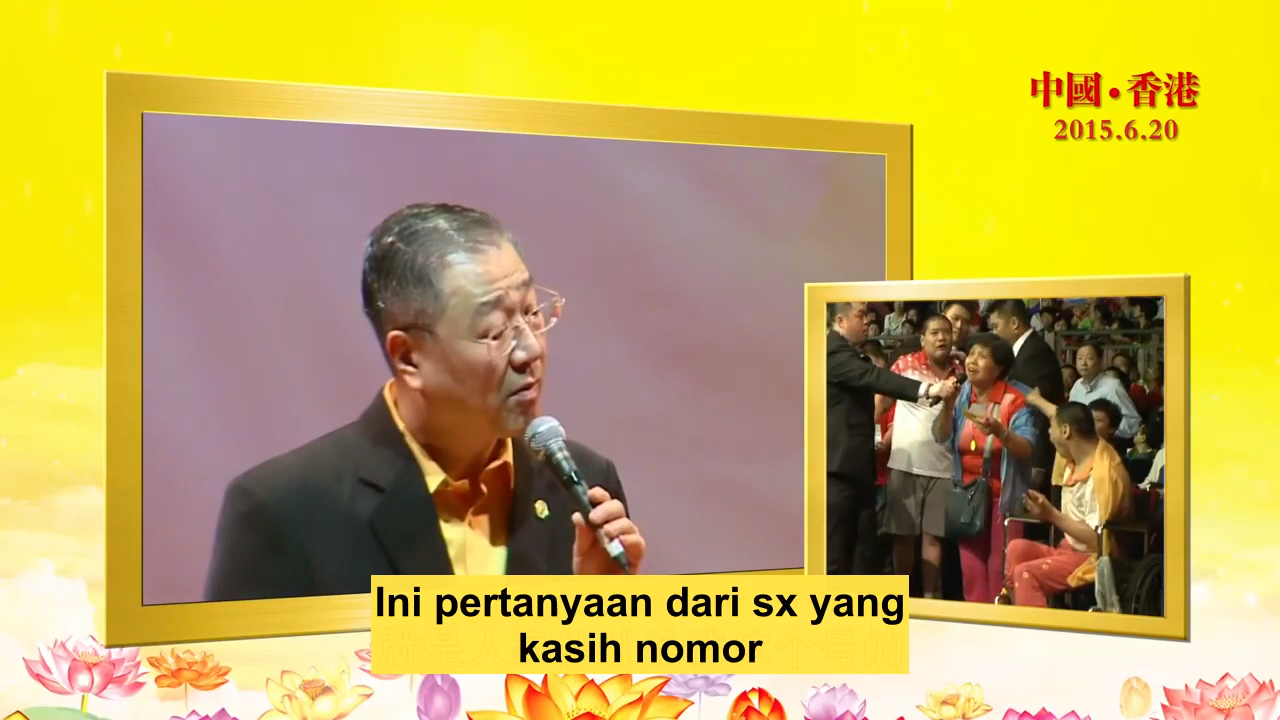 中國•香港
2015.6.20
Ini pertanyaan dari sx yang
kasih nomor